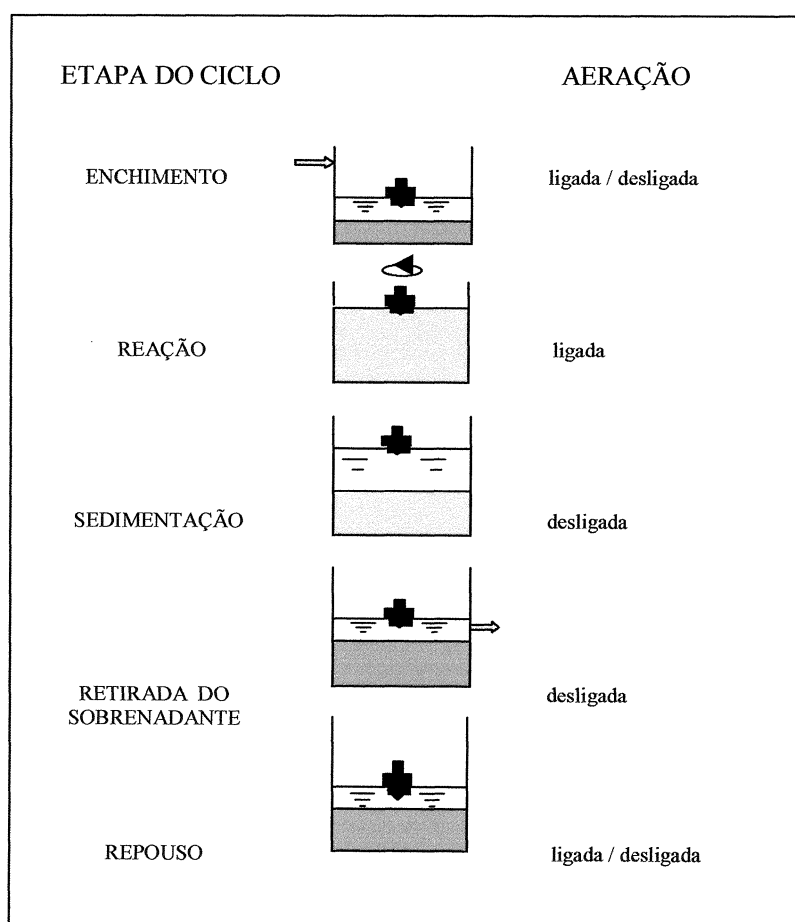 ETAPA DO CICLO AERAÇÃO
ENCHIMENTO ligada / desligada
REAÇÃO ligada
SEDIMENTAÇÃO desligada
RETIRADA DO desligada
SOBRENADANTE
REPOUSO ligada / desligada